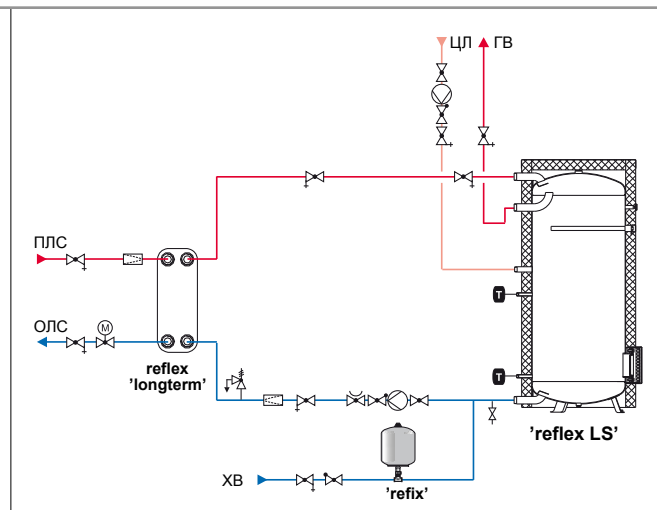 ЦЛ
ГВ
ПЛС
ОЛС
M
reflex
'longterm'
T
T
'reflex LS'
'refix'
ХВ